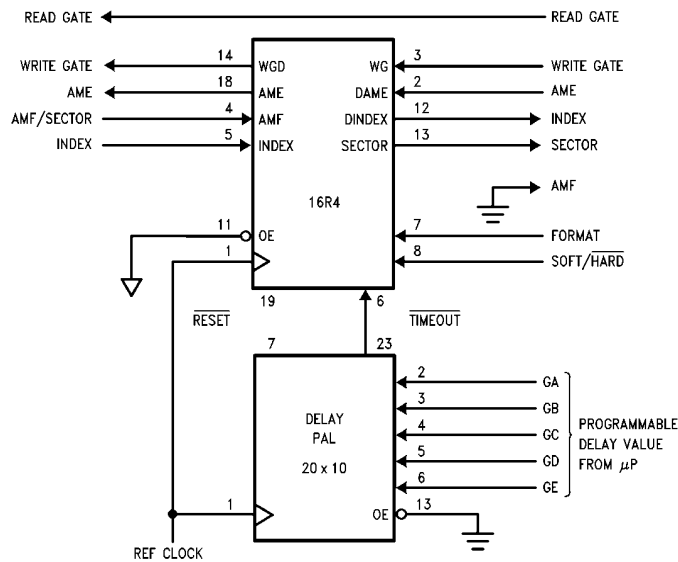 READ GATE READ GATE
14 3
WRITE GATE WGD WG WRITE GATE
18 2
AME AME DAME AME
4 12
AMF/SECTOR AMF DINDEX INDEX
5 13
INDEX INDEX SECTOR SECTOR
AMF
16R4
11 7
OE FORMAT
1 8
SOFT/HARD
19 6
RESET TIMEOUT
7 23
2
GA
3
GB
DELAY 4 PROGRAMMABLE
PAL GC DELAY VALUE
5 FROM μP
20 x 10 GD
6
GE
1 13
OE
REF CLOCK